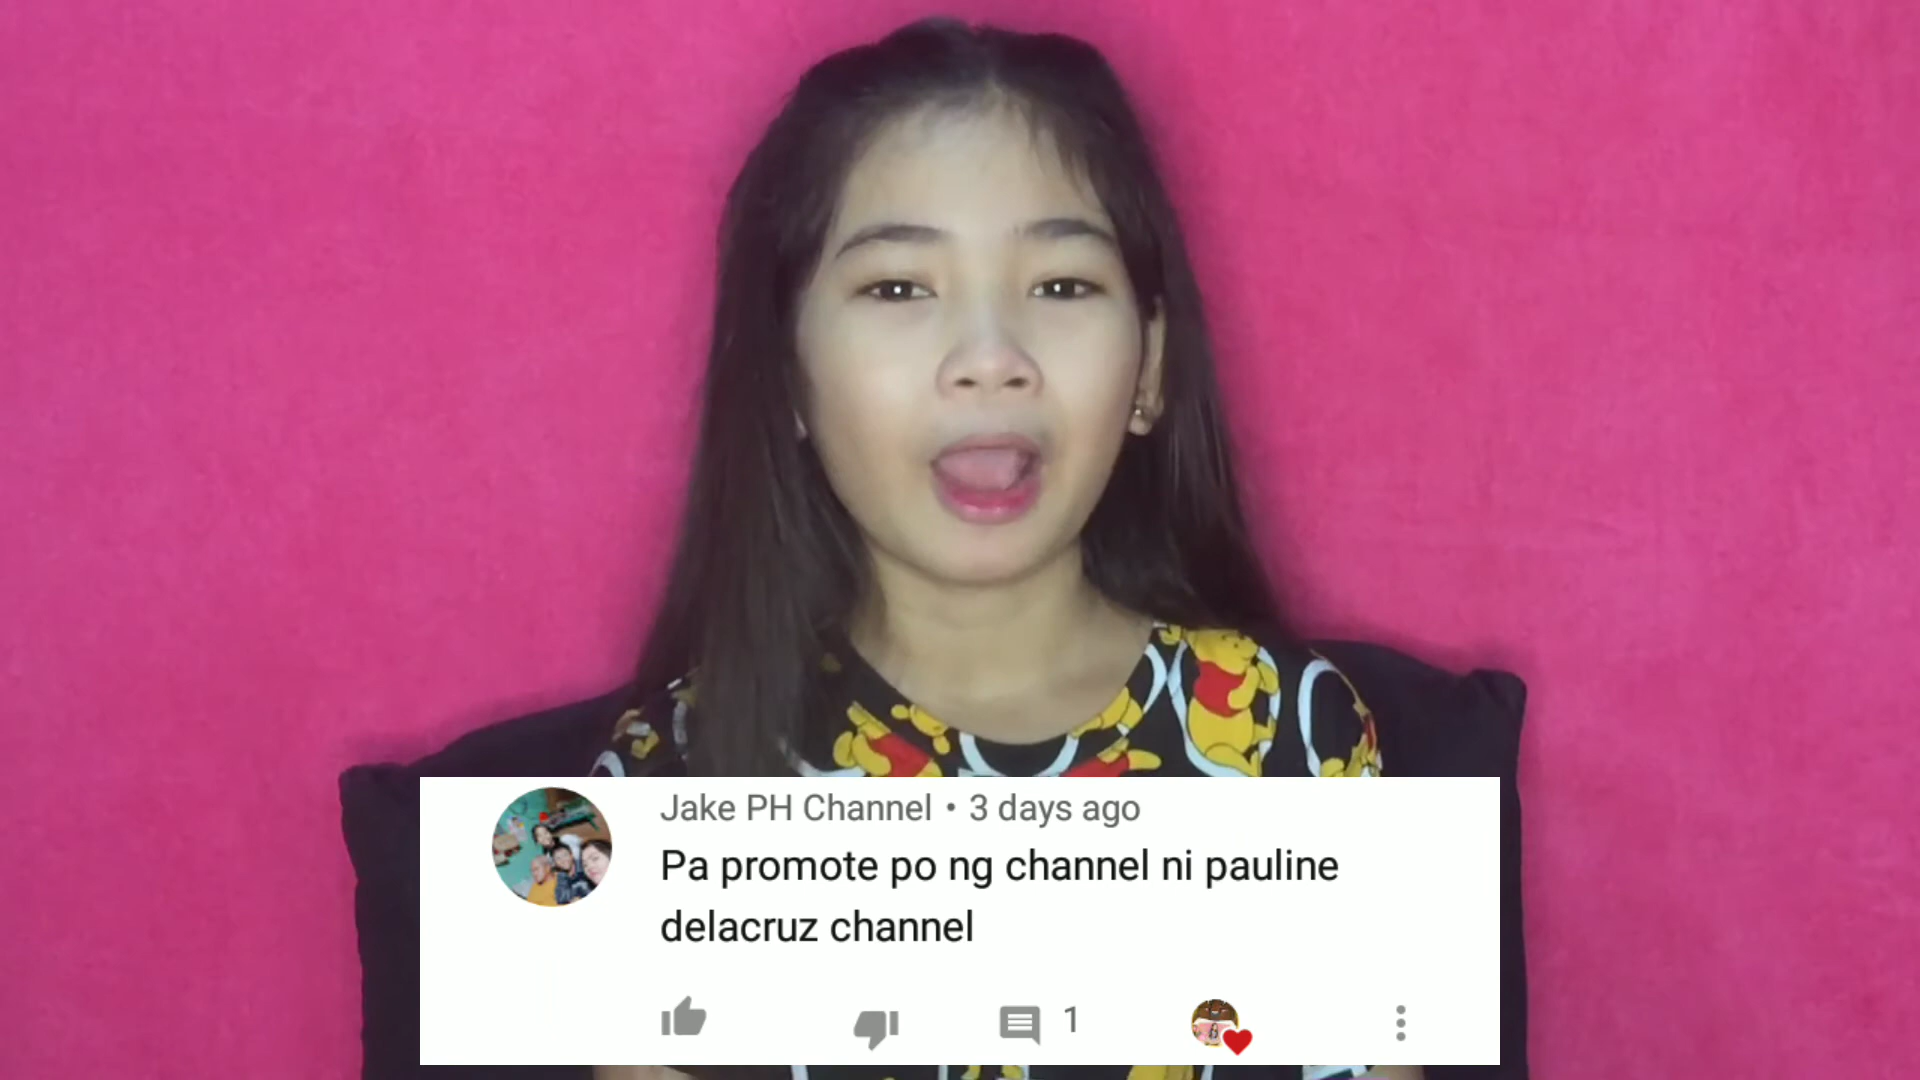 Jake PH Channel • 3 days ago
Pa promote po ng channel ni pauline
delacruz channel
1